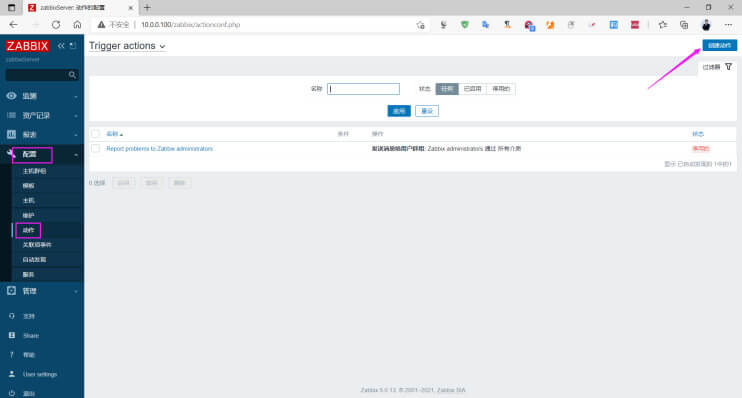 zabbixServer: 动作的配置
不安全 | 10.0.0.100/zabbix/actionconf.php
ZABBIX
zabbixServer
Trigger actions
创建动作
过滤器
名称
状态 任何 已启用 停用的
应用 重设
监测
资产记录
报表
配置
主机群组
模板
主机
维护
动作
关联项事件
自动发现
服务
管理
支持
Share
帮助
User settings
退出
名称 条件 操作 状态
Report problems to Zabbix administrators 发送消息给用户群组: Zabbix administrators 通过 所有介质 停用的
显示 已自动发现的 1中的1
0 选择 启用 禁用 删除
Zabbix 5.0.13. © 2001–2021, Zabbix SIA